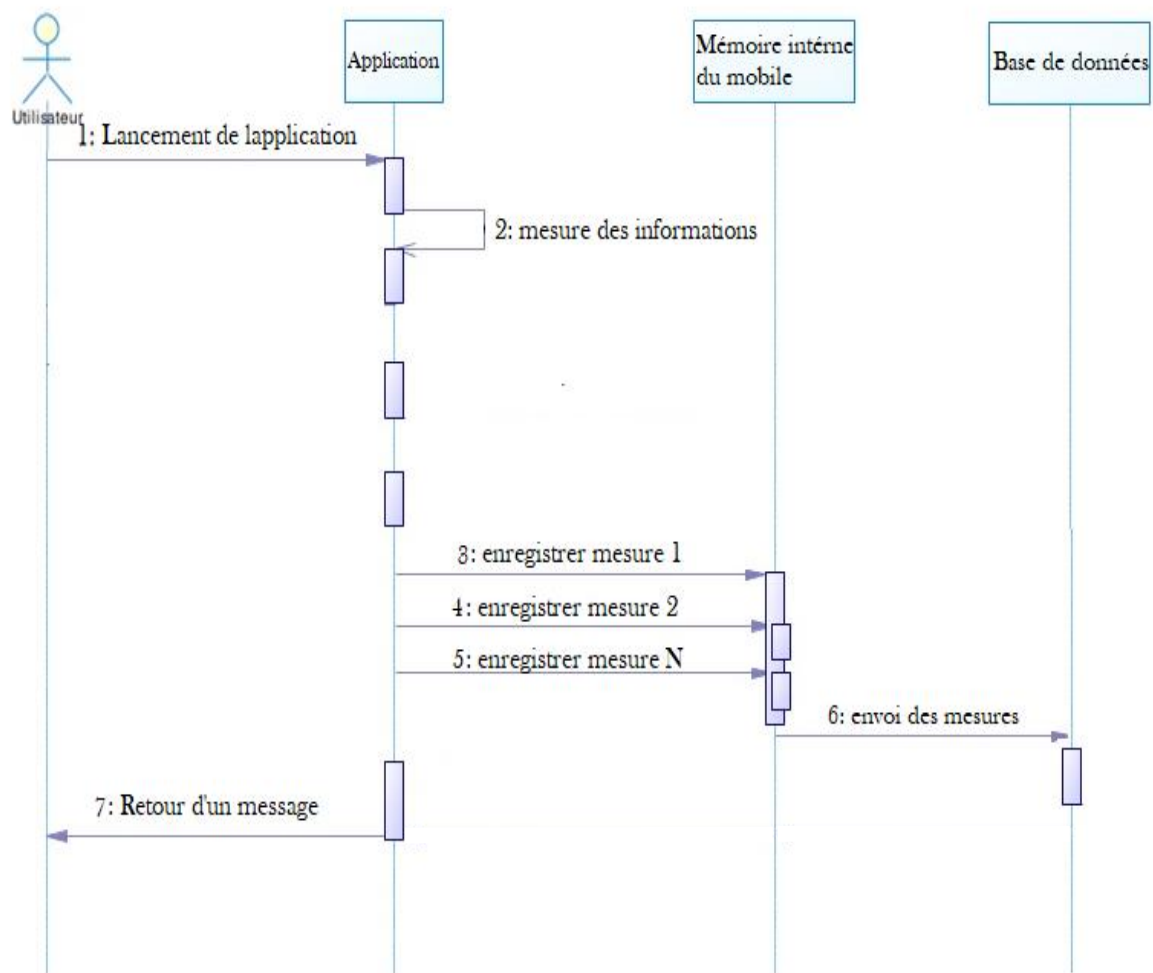 Utilisateur
Application
Mémoire intérne
du mobile
Base de données
1: Lancement de lapplication
2: mesure des informations
3: enregistrer mesure 1
4: enregistrer mesure 2
5: enregistrer mesure N
6: envoi des mesures
7: Retour d'un message